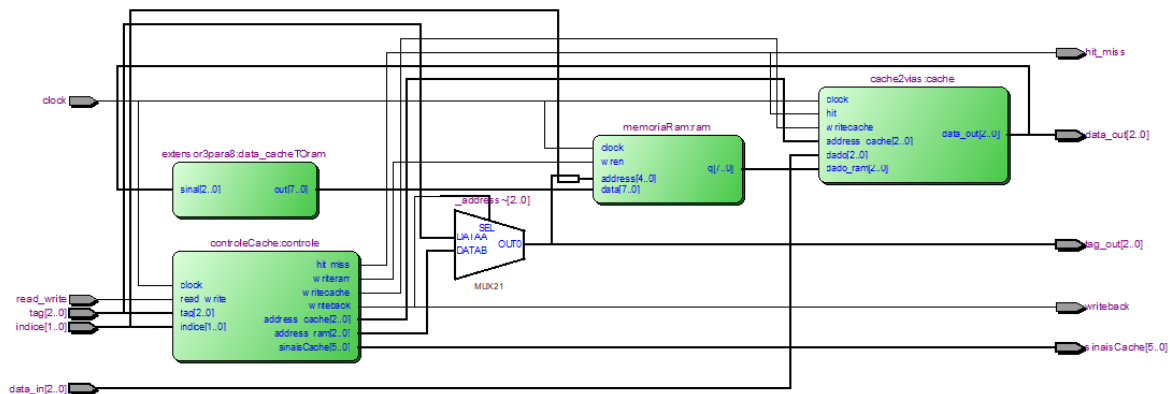 hit_miss
cache2vias:cache
clock
hit
writecache
address_cache[2..0]
dado[2..0]
dado_ram[2..0]
data_out[2..0]
data_out[2..0]
clock
memoriaRam:ram
clock
wren
address[4..0]
data[7..0]
q[7..0]
extensor3para8:data_cacheTOram
sinal[2..0]
out[7..0]
_address~[2..0]
SEL
DATAA
DATAB
OUT0
MUX21
tag_out[2..0]
controleCache:controle
clock
read_write
tag[2..0]
indice[1..0]
hit_miss
writeram
writecache
writeback
address_cache[2..0]
address_ram[2..0]
sinaisCache[5..0]
read_write
tag[2..0]
indice[1..0]
writeback
sinaisCache[5..0]
data_in[2..0]